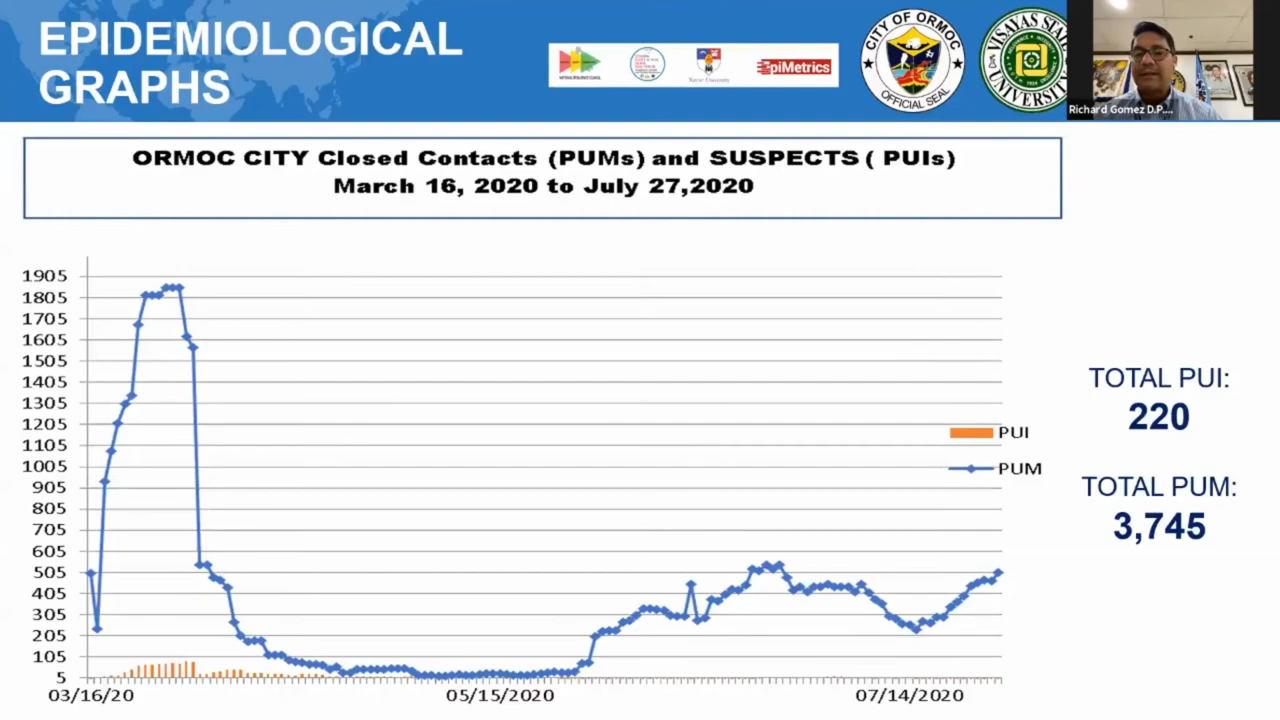 EPIDEMIOLOGICAL
GRAPHS
EpiMetrics
CITY OF ORMOC
OFFICIAL SEAL
VISAYAS STATE
UNIVERSITY
Richard Gomez D.P....
ORMOC CITY Closed Contacts (PUMs) and SUSPECTS ( PUIs)
March 16, 2020 to July 27,2020
1905
1805
1705
1605
1505
1405
1305
1205
1105
1005
905
805
705
605
505
405
305
205
105
5
03/16/20
05/15/2020
07/14/2020
PUI
PUM
TOTAL PUI:
220
TOTAL PUM:
3,745